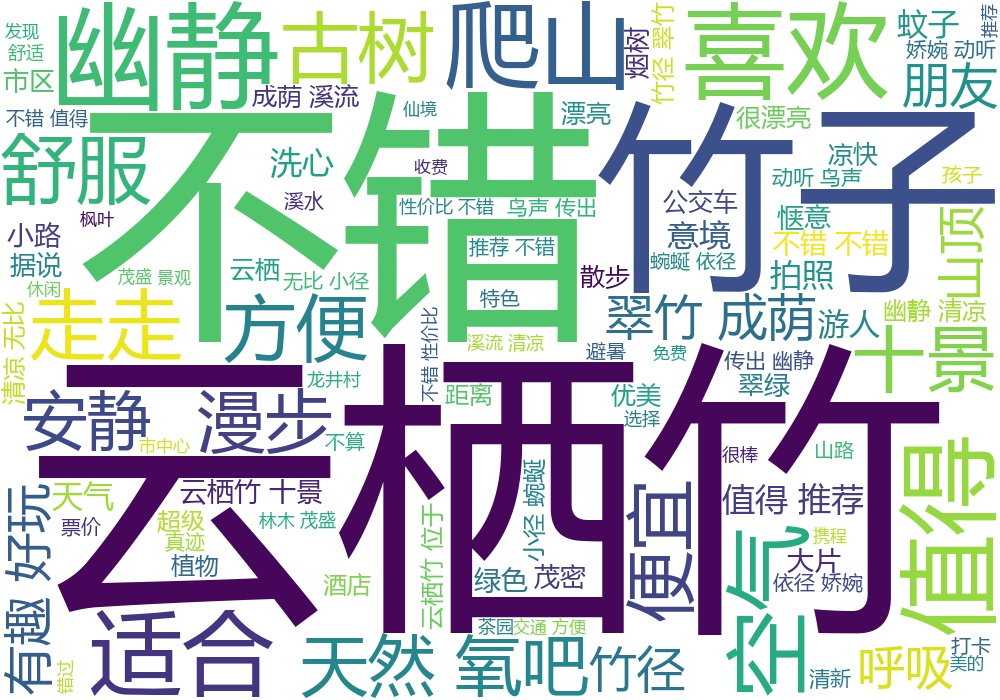 发现
舒适
市区
幽静
古树
成荫 溪流
爬山
烟树
竹径 翠竹
喜欢
蚊子
推荐
娇婉 动听
朋友
不错 值得
舒服
不错
洗心
溪水
仙境
收费
漂亮
竹子
很漂亮
凉快
动听 鸟声
孩子
枫叶
小路
据说
茂盛 景观
休闲
云栖
无比 小径
性价比 不错
鸟声 传出
推荐 不错
特色
散步
公交车
意境
蜿蜒 依径
惬意
不错 不错
拍照
山顶
走走
方便
清凉 无比
不错 性价比
溪流 清凉
避暑
翠竹 成荫
免费
游人
幽静 清凉
十骝
龙井村
安静
漫步
市中心
不算
距离
优美
选择
传出 幽静
翠绿
云栖竹
很棒
山路
值得
有趣 好玩
天气
票价
云栖竹 十景
超级
真迹
植物
林木 茂盛
酒店
云栖竹 位于
小径 蜿蜒
绿色
茂密
便宜
值得 推荐
空气
大片
携程
依径 娇婉
错过
适合
天然 氧吧
茶园
交通 方便
竹径
清新
呼吸
打卡
美的